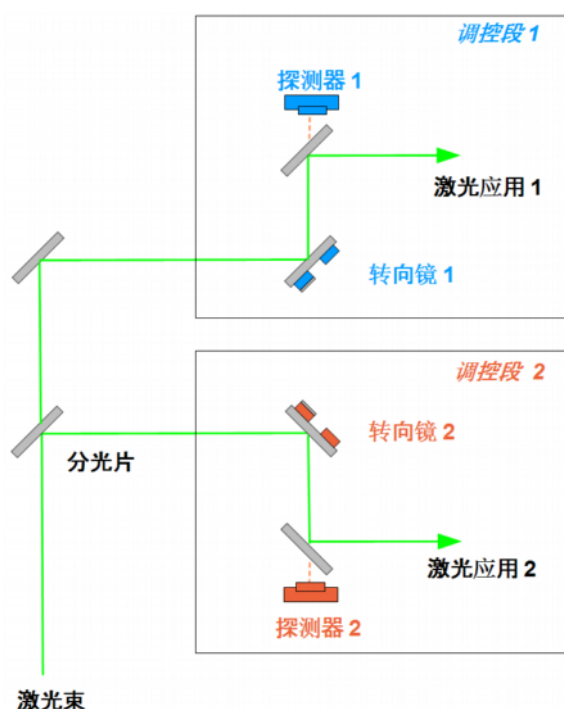 调控段 1
探测器 1
激光应用 1
转向镜 1
调控段 2
转向镜 2
分光片
激光应用 2
探测器 2
激光束